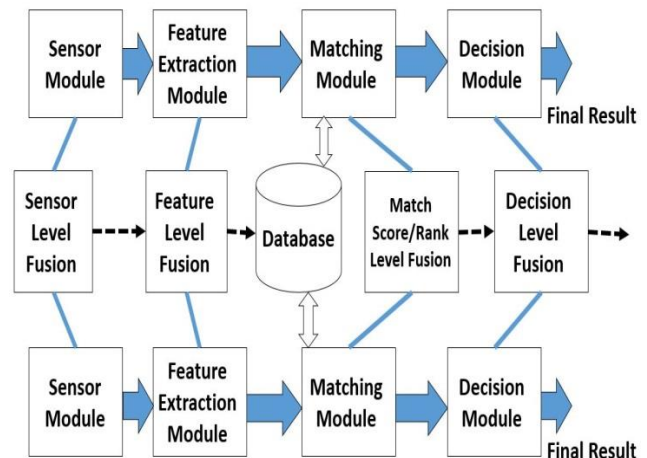 Sensor
Module
Feature
Extraction
Module
Matching
Module
Decision
Module
Final Result
Sensor
Level
Fusion
Feature
Level
Fusion
Database
Match
Score/Rank
Level Fusion
Decision
Level
Fusion
Sensor
Module
Feature
Extraction
Module
Matching
Module
Decision
Module
Final Result